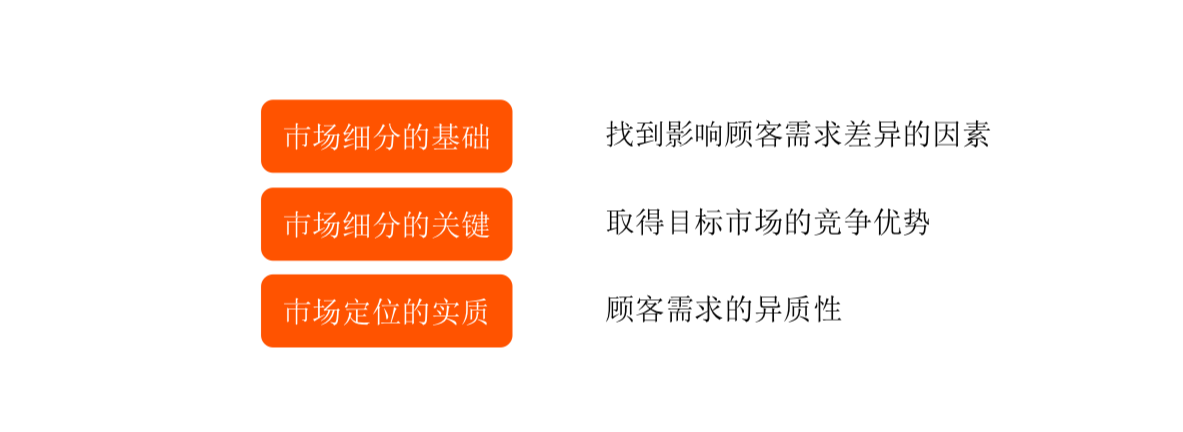 市场细分的基础
找到影响顾客需求差异的因素
市场细分的关键
取得目标市场的竞争优势
市场定位的实质
顾客需求的异质性